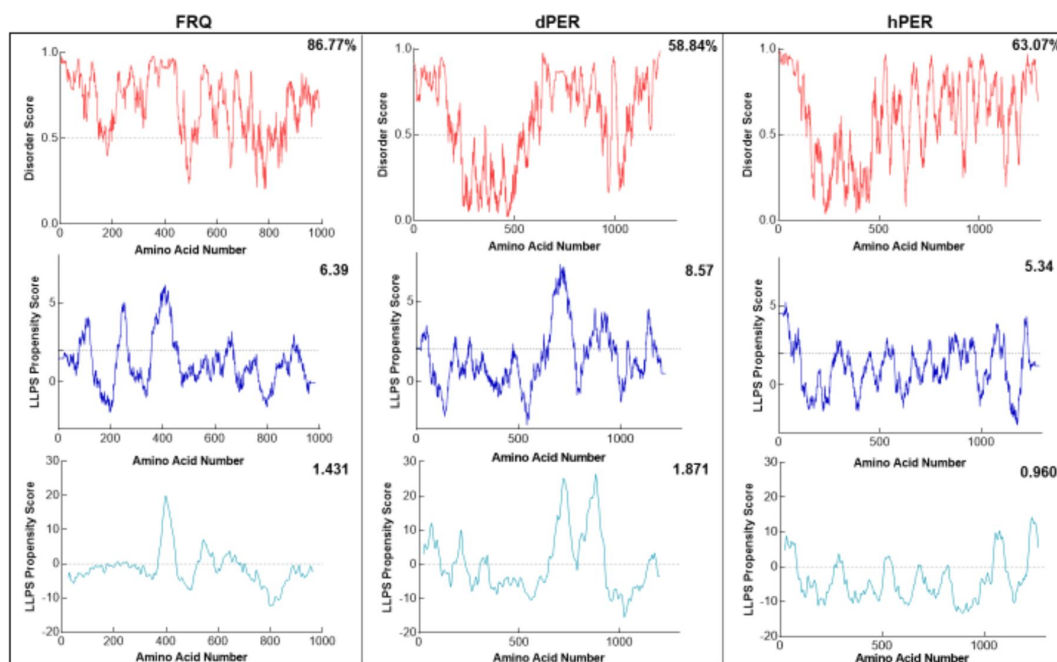 FRQ dPER hPER
86.77% 58.84% 63.07%
Disorder Score Disorder Score Disorder Score
1.0 1.0 1.0
0.5 0.5 0.5
0.0 0.0 0.0
0 200 400 600 800 1000 500 1000 0 500 1000
Amino Acid Number Amino Acid Number Amino Acid Number
6.39 8.57 5.34
LLPS Propensity Score LLPS Propensity Score LLPS Propensity Score
5 5 5
0 0 0
0 200 400 600 800 1000 0 500 1000 0 500 1000
Amino Acid Number Amino Acid Number Amino Acid Number
1.431 1.871 0.960
LLPS Propensity Score LLPS Propensity Score LLPS Propensity Score
30 30 30
20 20 20
10 10 10
0 0 0
-10 -10 -10
-20 -20 -20
0 200 400 600 800 1000 0 500 1000 0 500 1000
Amino Acid Number Amino Acid Number Amino Acid Number